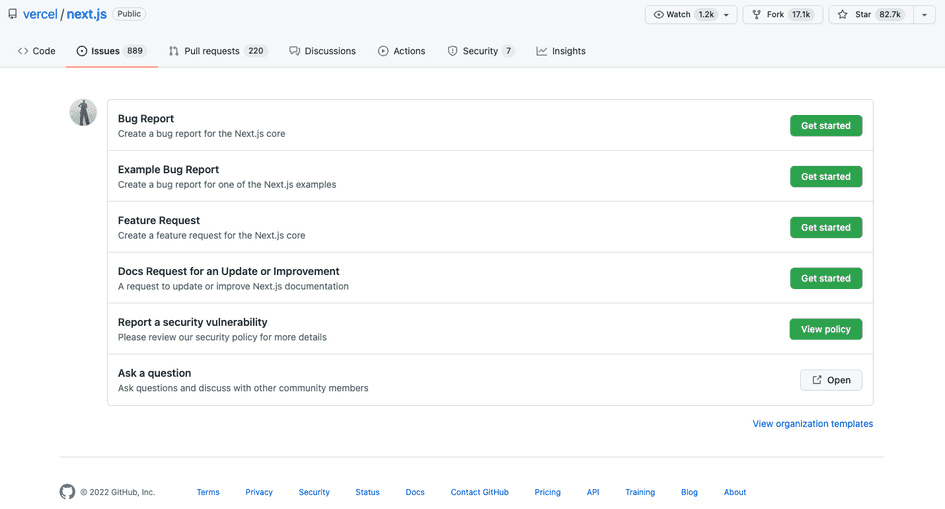 vercel / next.js Public
Watch 1.2k Fork 17.1k Star 82.7k
Code Issues 889 Pull requests 220 Discussions Actions Security 7 Insights
Bug Report
Create a bug report for the Next.js core
Get started
Example Bug Report
Create a bug report for one of the Next.js examples
Get started
Feature Request
Create a feature request for the Next.js core
Get started
Docs Request for an Update or Improvement
A request to update or improve Next.js documentation
Get started
Report a security vulnerability
Please review our security policy for more details
View policy
Ask a question
Ask questions and discuss with other community members
Open
View organization templates
© 2022 GitHub, Inc. Terms Privacy Security Status Docs Contact GitHub Pricing API Training Blog About